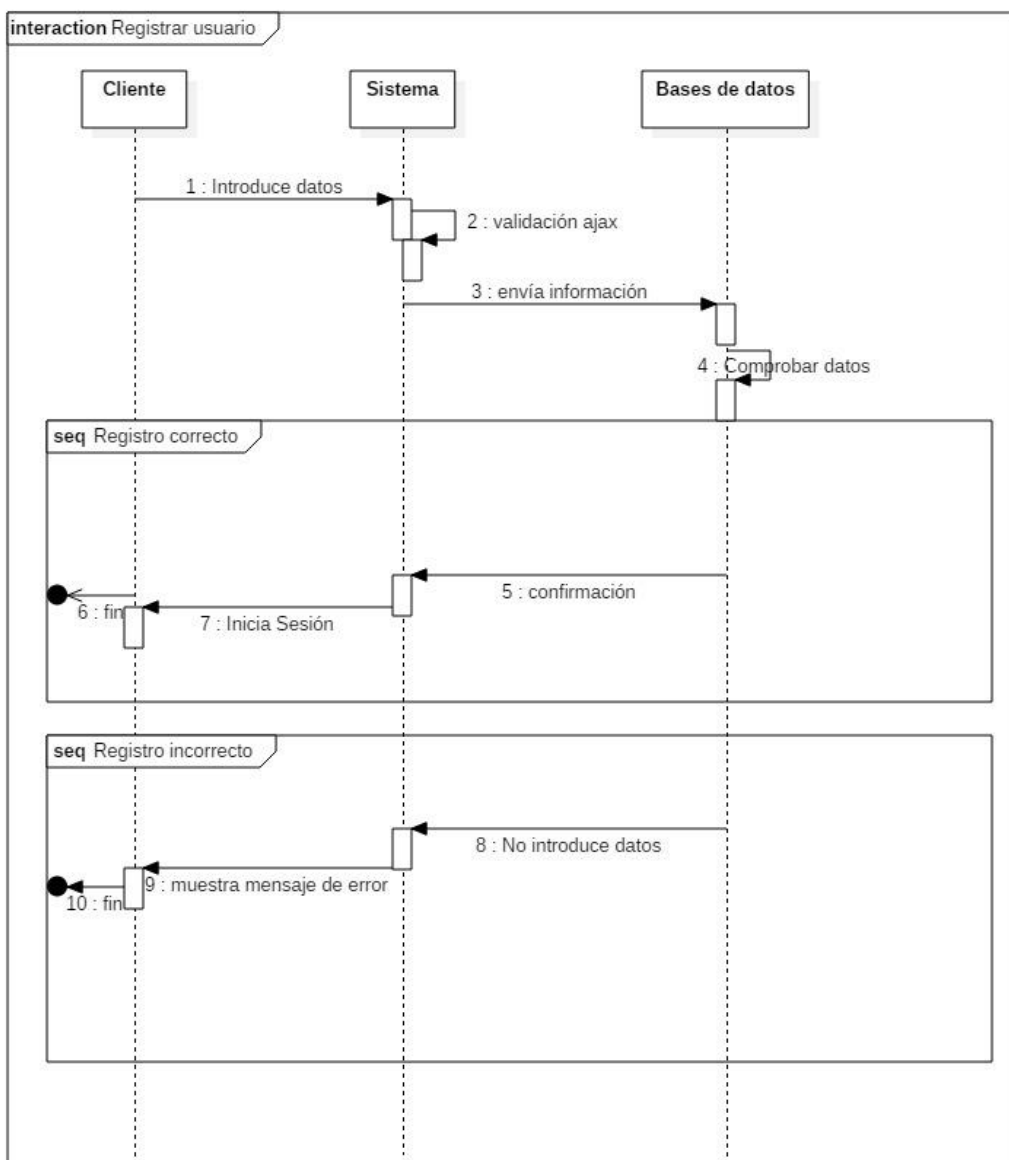 interaction Registrar usuario
Cliente
Sistema
Bases de datos
1 : Introduce datos
2 : validación ajax
3 : envía información
4 : Comprobar datos
seq Registro correcto
5 : confirmación
6 : fin
7 : Inicia Sesión
seq Registro incorrecto
8 : No introduce datos
9 : muestra mensaje de error
10 : fin